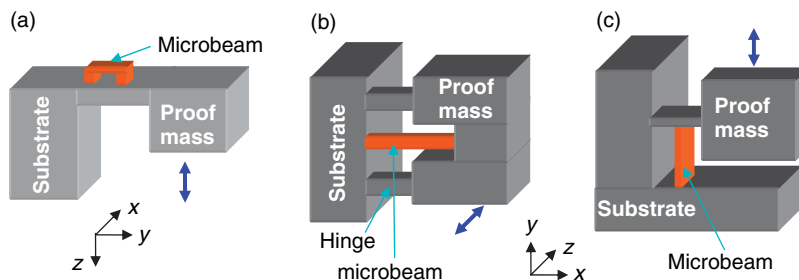 (a)
Microbeam
Substrate
Proof
mass
x
y
z
(b)
Substrate
Proof
mass
Hinge
microbeam
y
z
x
(c)
Proof
mass
Substrate
Microbeam